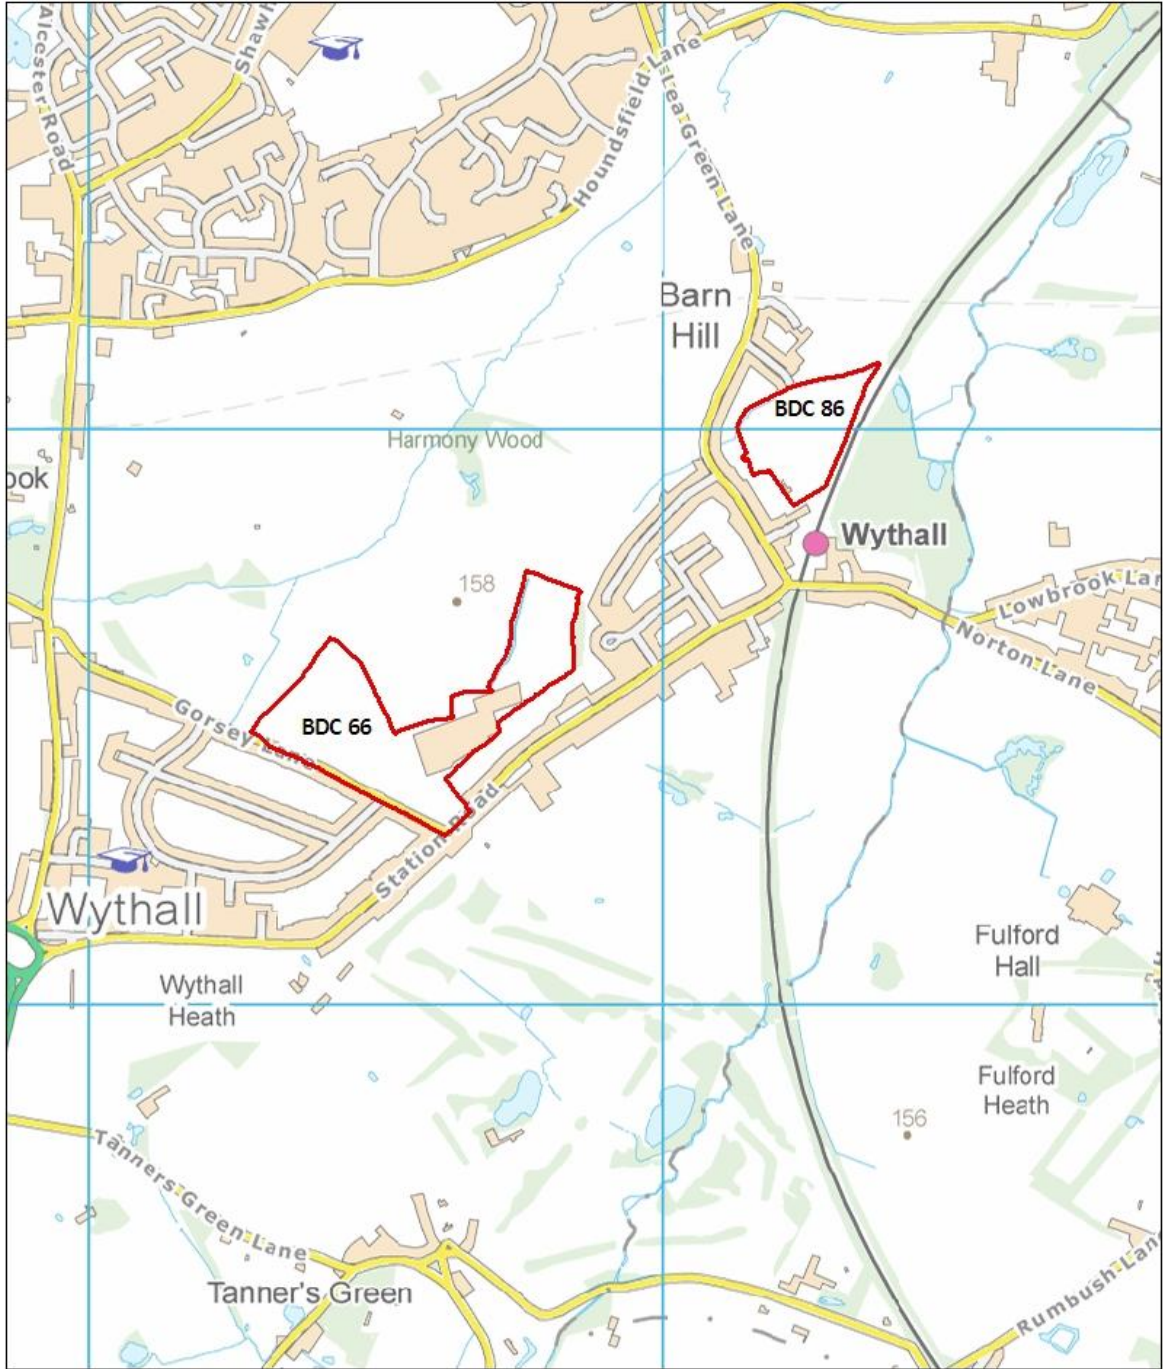 Alcester Road
Shawh
Houndsfield Lane
Lea Green Lane
Barn
Hill
BDC 86
Harmony Wood
ook
Wythall
158
Lowbrook Lan
Norton Lane
Gorsey Lane
BDC 66
Station Road
Wythall
Fulford
Hall
Wythall
Heath
Fulford
Heath
156
Tanners Green Lane
Tanner's Green
Rumbush Lane